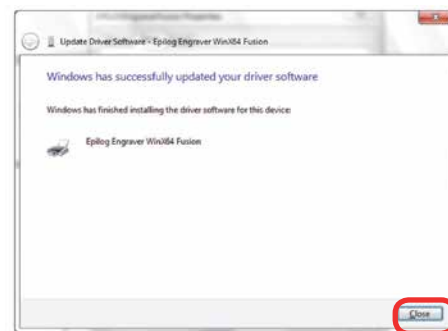 Update Driver Software - Epilog Engraver WinX64 Fusion
Windows has successfully updated your driver software
Windows has finished installing the driver software for this device:
Epilog Engraver WinX64 Fusion
Close